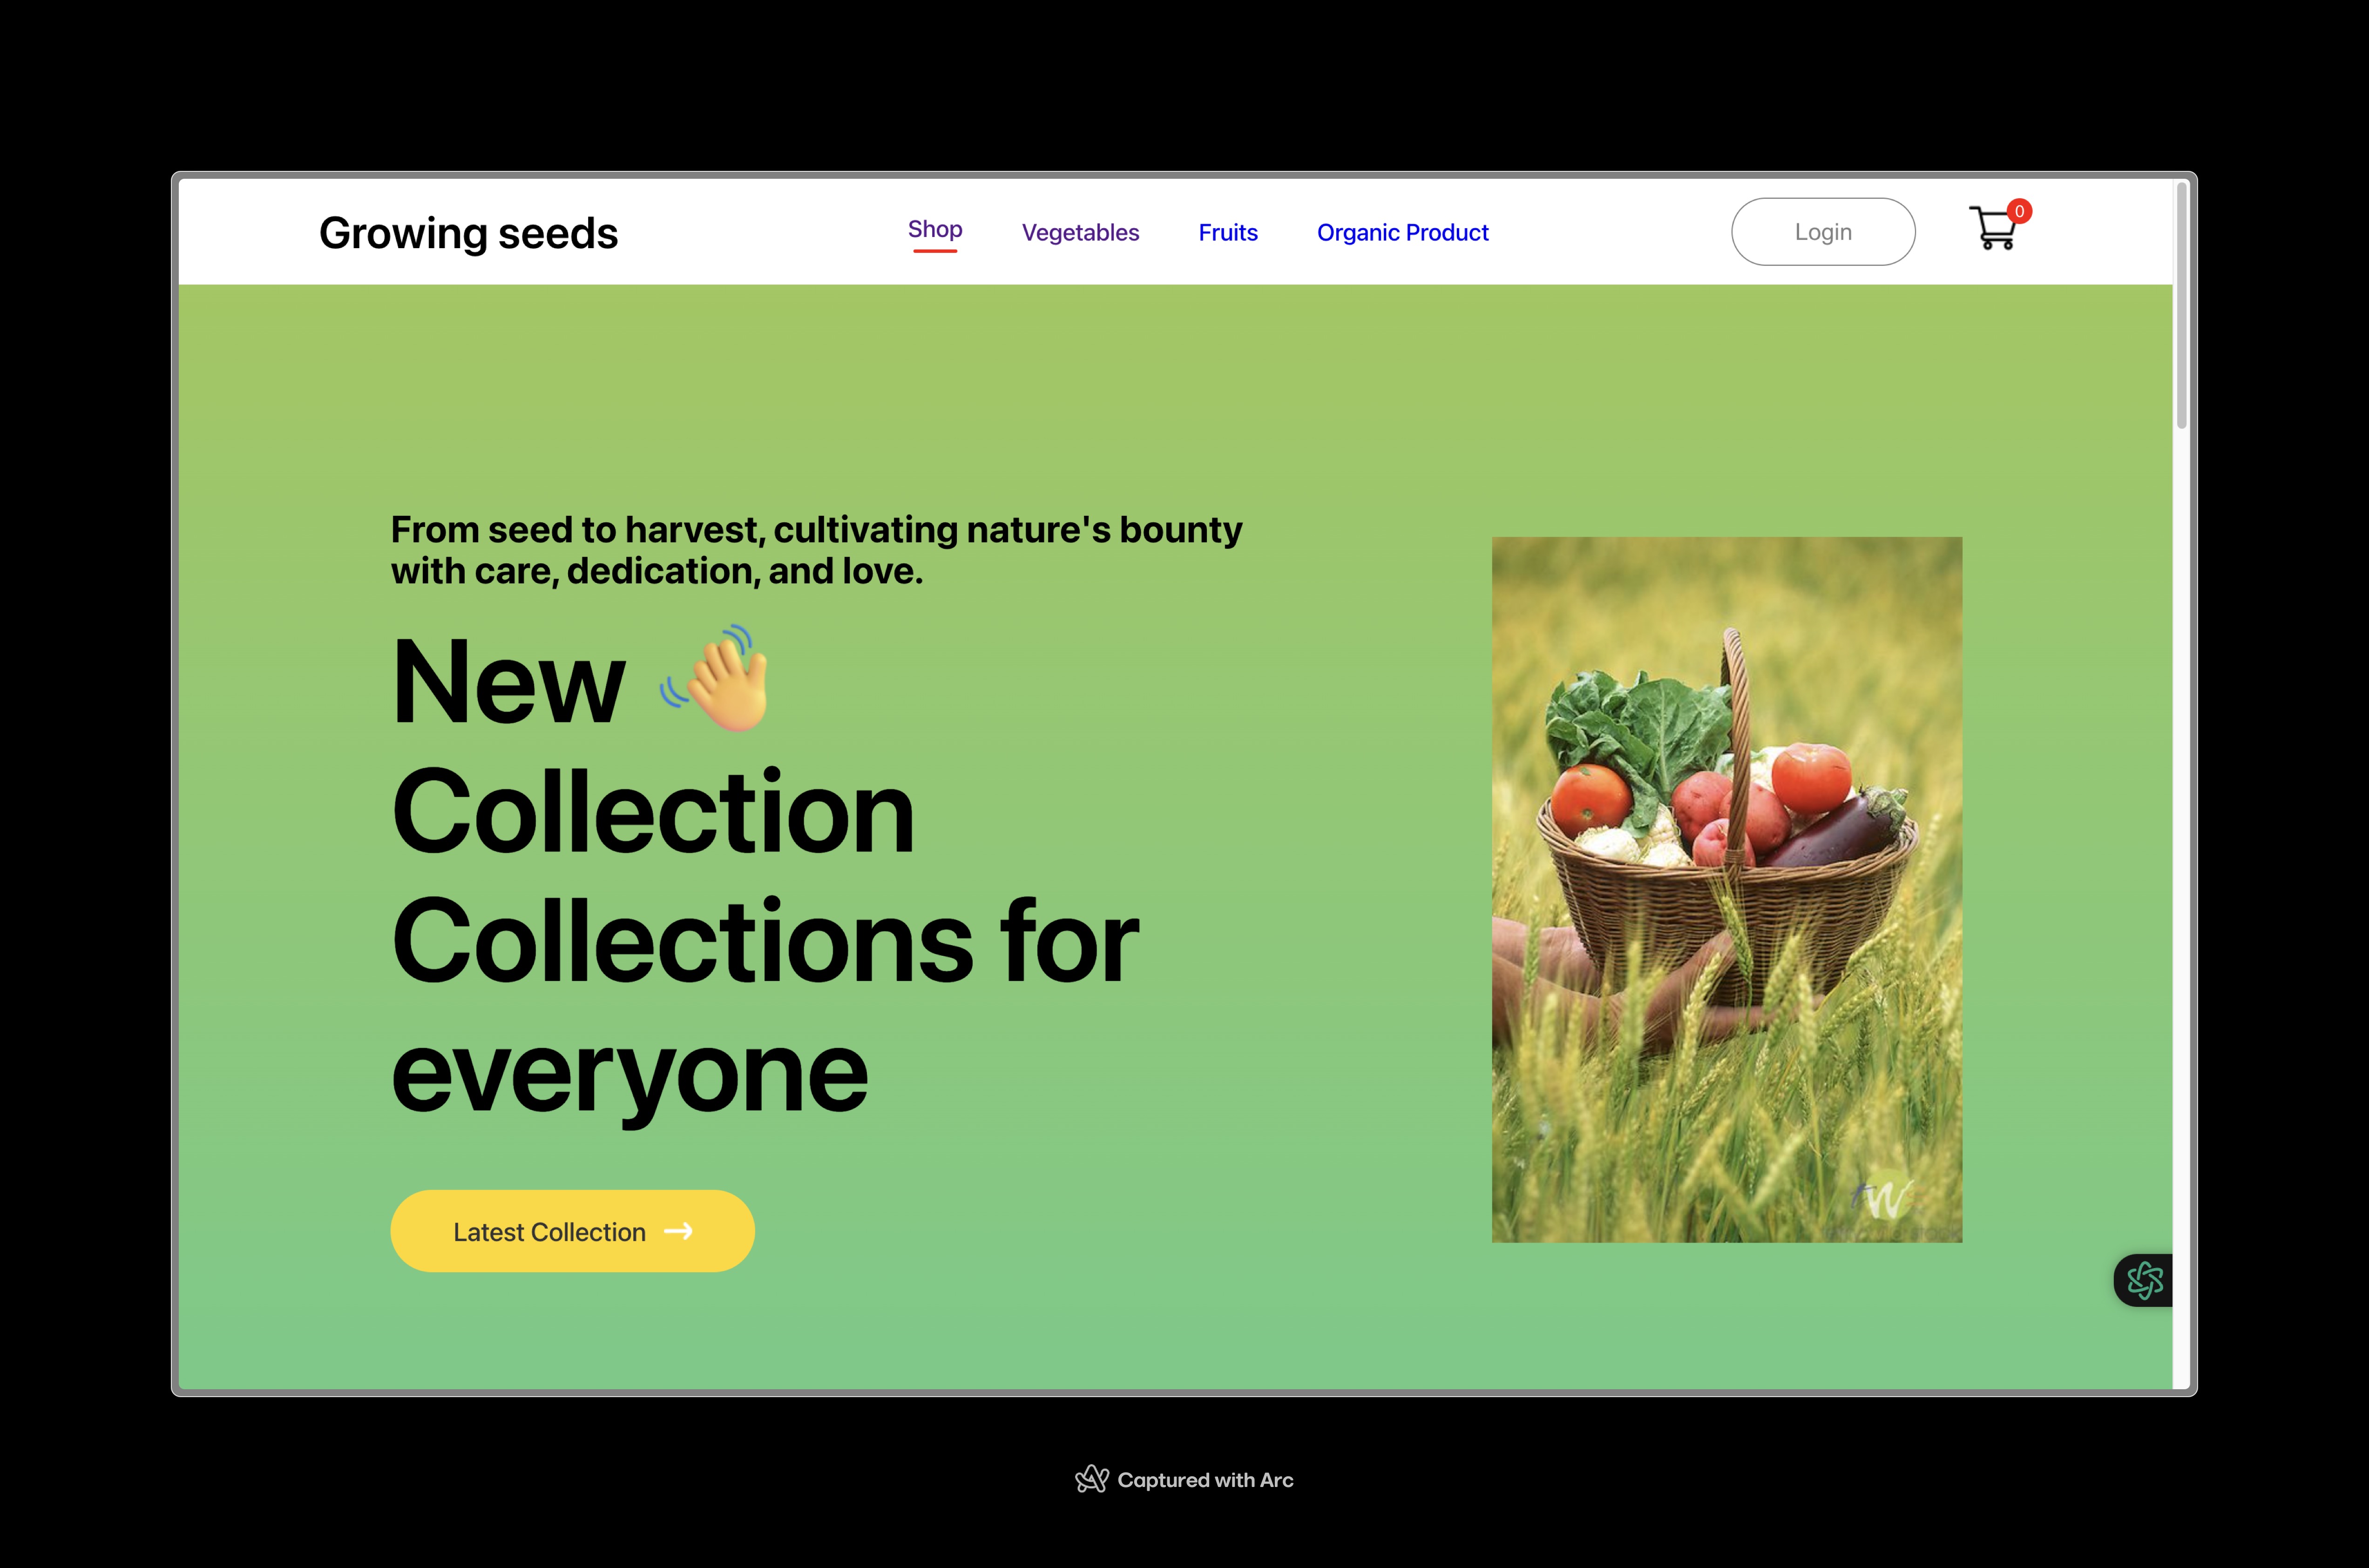 Growing seeds
Shop
Vegetables
Fruits
Organic Product
Login
0
From seed to harvest, cultivating nature's bounty
with care, dedication, and love.
New 👋
Collection
Collections for
everyone
Latest Collection →
tw
Captured with Arc